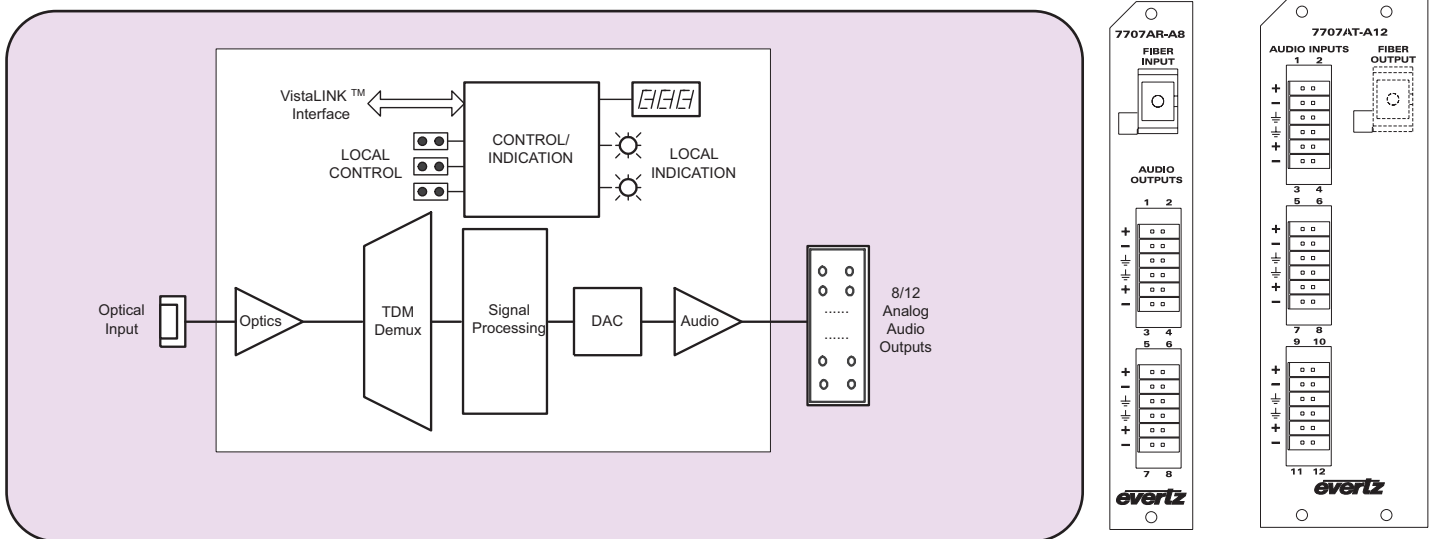 VistaLINK ™
Interface
LOCAL
CONTROL
CONTROL/
INDICATION
LOCAL
INDICATION
Optical
Input
Optics
TDM
Demux
Signal
Processing
DAC
Audio
8/12
Analog
Audio
Outputs
7707AR-A8
FIBER
INPUT
AUDIO
OUTPUTS
1 2
+
−
+
−
3 4
5 6
+
−
+
−
7 8
evertz
7707AT-A12
AUDIO INPUTS
1 2
FIBER
OUTPUT
+
−
+
−
3 4
5 6
+
−
+
−
7 8
9 10
+
−
+
−
11 12
evertz